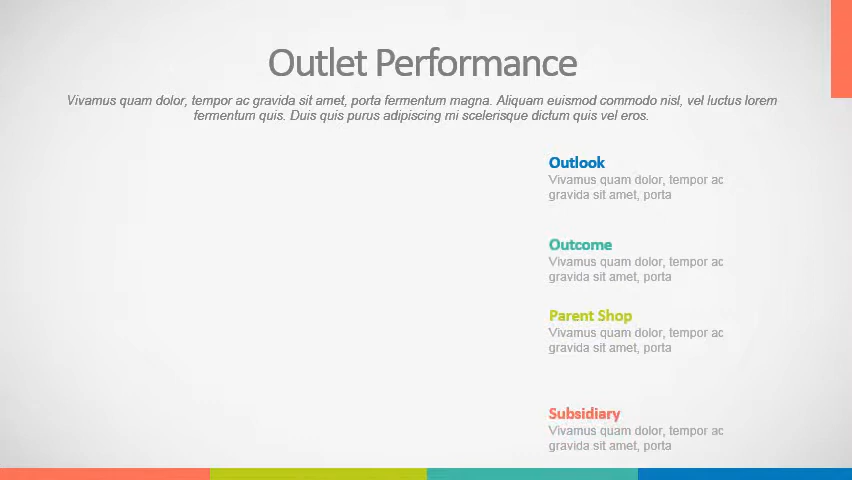 Outlet Performance
Vivamus quam dolor, tempor ac gravida sit amet, porta fermentum magna. Aliquam euismod commodo nisl, vel luctus lorem
fermentum quis. Duis quis purus adipiscing mi scelerisque dictum quis vel eros.
Outlook
Vivamus quam dolor, tempor ac
gravida sit amet, porta
Outcome
Vivamus quam dolor, tempor ac
gravida sit amet, porta
Parent Shop
Vivamus quam dolor, tempor ac
gravida sit amet, porta
Subsidiary
Vivamus quam dolor, tempor ac
gravida sit amet, porta